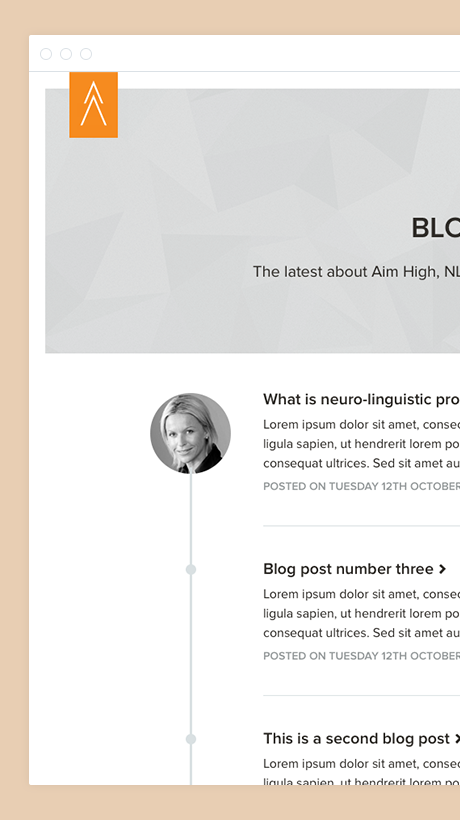 BLO
The latest about Aim High, NL
What is neuro-linguistic pro
Lorem ipsum dolor sit amet, consec
ligula sapien, ut hendrerit lorem po
consequat ultrices. Sed sit amet au
POSTED ON TUESDAY 12TH OCTOBER
Blog post number three
Lorem ipsum dolor sit amet, consec
ligula sapien, ut hendrerit lorem po
consequat ultrices. Sed sit amet au
POSTED ON TUESDAY 12TH OCTOBER
This is a second blog post
Lorem ipsum dolor sit amet, consec
ligula sapien, ut hendrerit lorem po